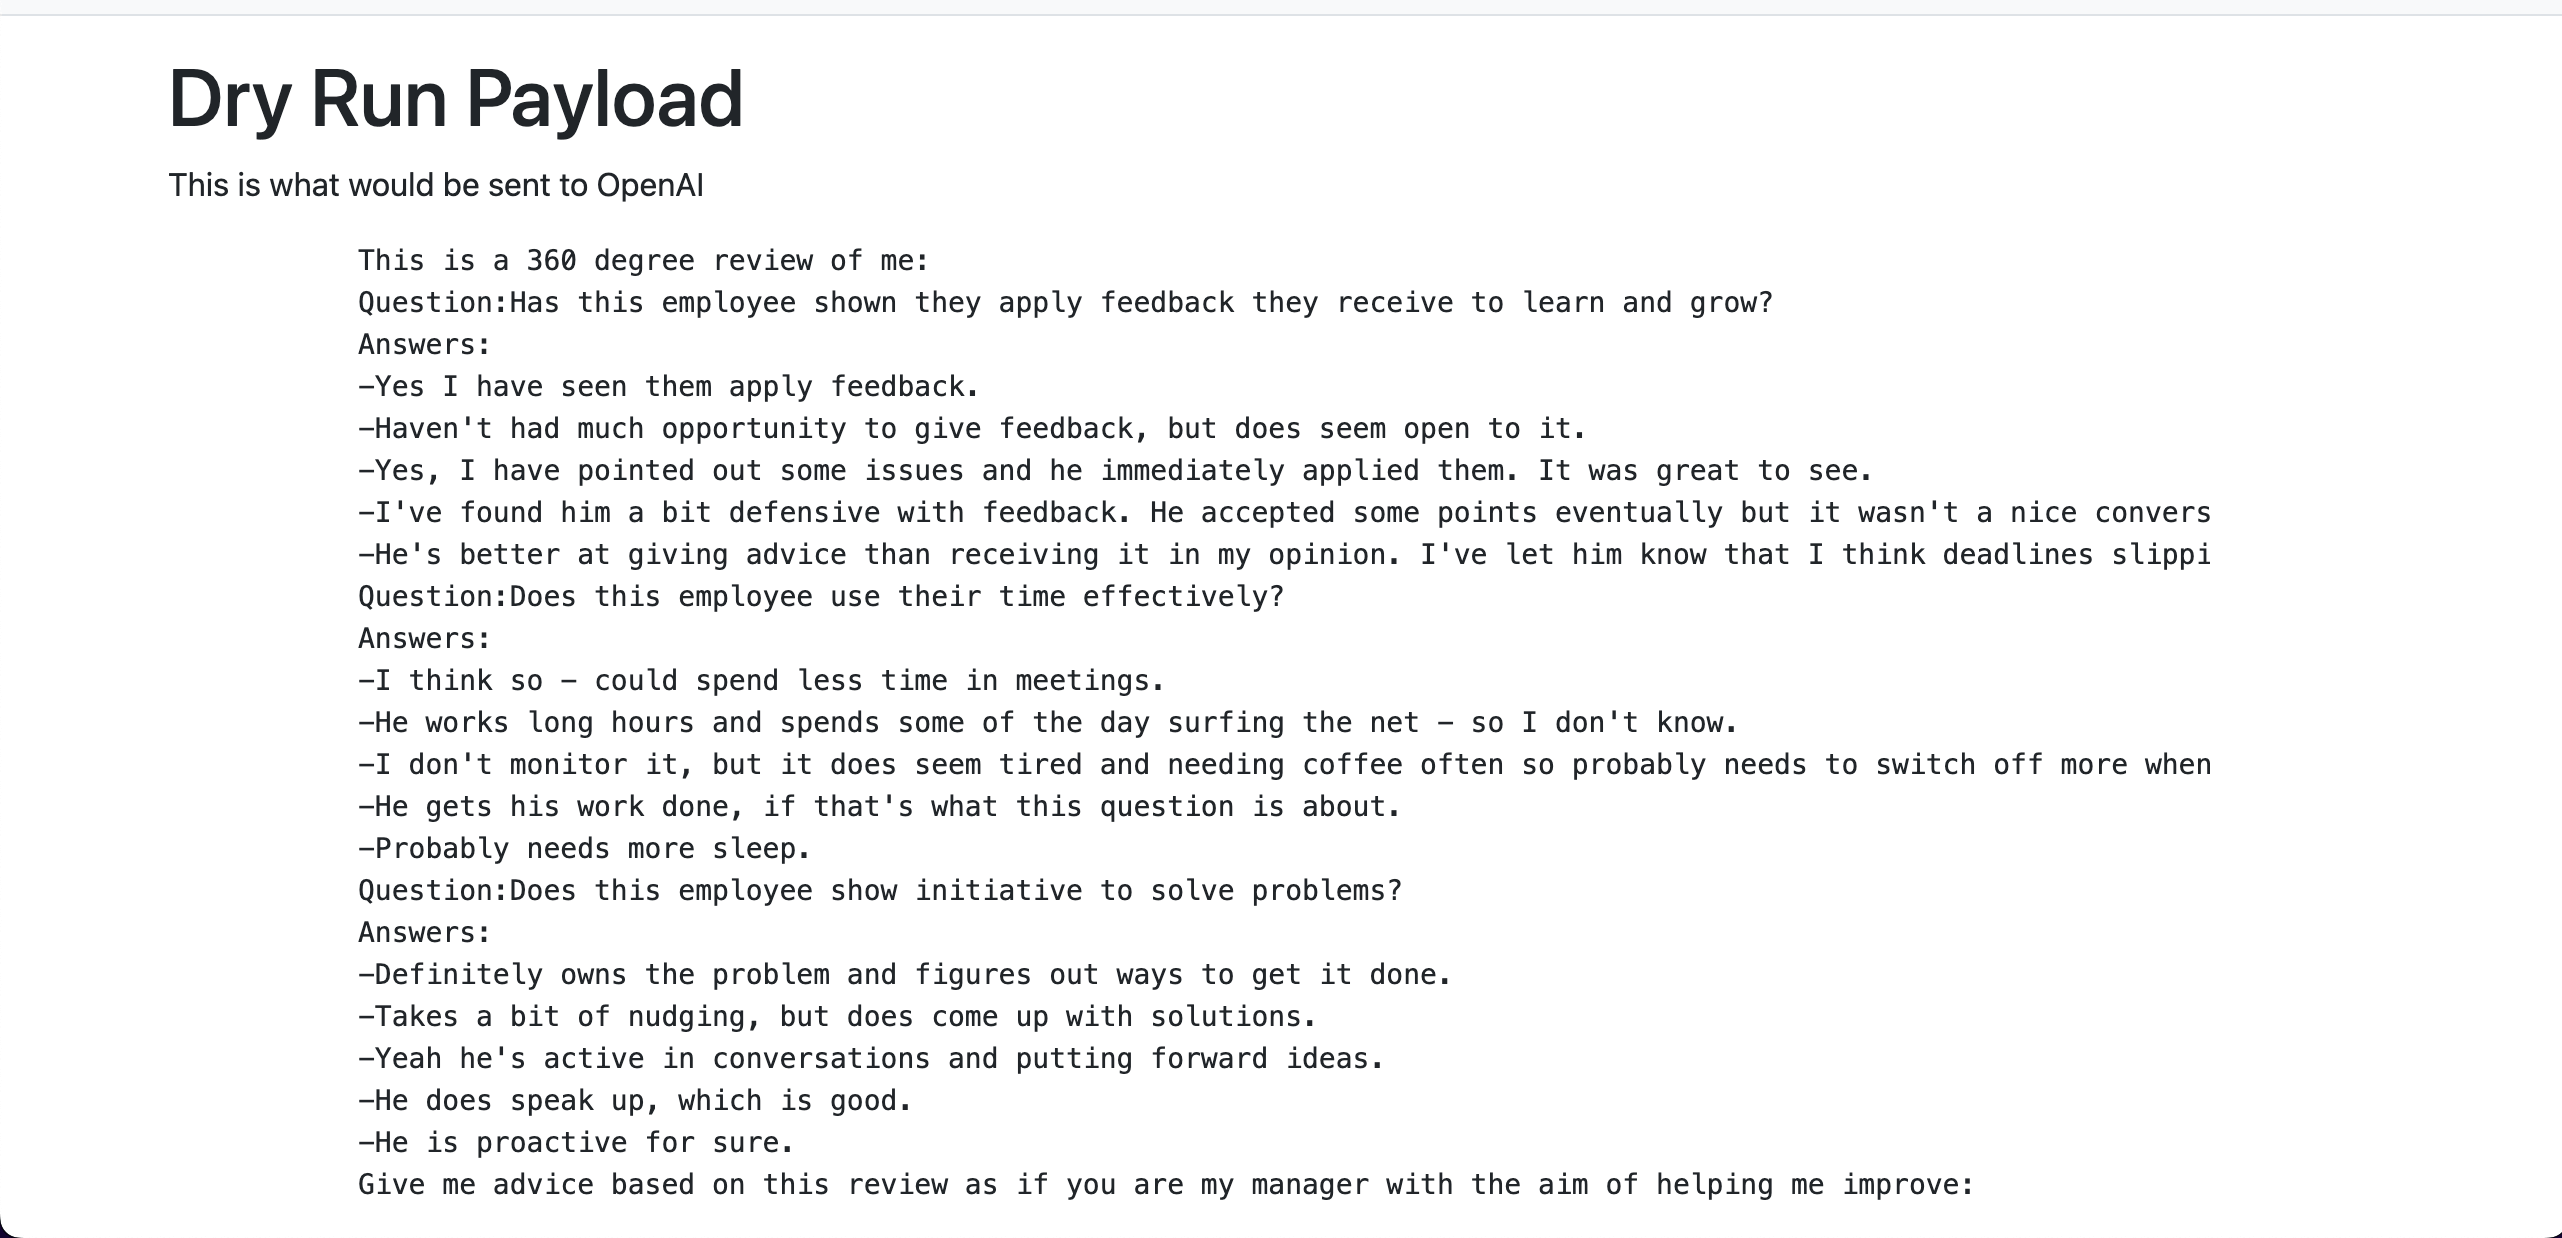 Dry Run Payload
This is what would be sent to OpenAI
This is a 360 degree review of me:
Question:Has this employee shown they apply feedback they receive to learn and grow?
Answers:
-Yes I have seen them apply feedback.
-Haven't had much opportunity to give feedback, but does seem open to it.
-Yes, I have pointed out some issues and he immediately applied them. It was great to see.
-I've found him a bit defensive with feedback. He accepted some points eventually but it wasn't a nice convers
-He's better at giving advice than receiving it in my opinion. I've let him know that I think deadlines slippi
Question:Does this employee use their time effectively?
Answers:
-I think so - could spend less time in meetings.
-He works long hours and spends some of the day surfing the net - so I don't know.
-I don't monitor it, but it does seem tired and needing coffee often so probably needs to switch off more when
-He gets his work done, if that's what this question is about.
-Probably needs more sleep.
Question:Does this employee show initiative to solve problems?
Answers:
-Definitely owns the problem and figures out ways to get it done.
-Takes a bit of nudging, but does come up with solutions.
-Yeah he's active in conversations and putting forward ideas.
-He does speak up, which is good.
-He is proactive for sure.
Give me advice based on this review as if you are my manager with the aim of helping me improve: